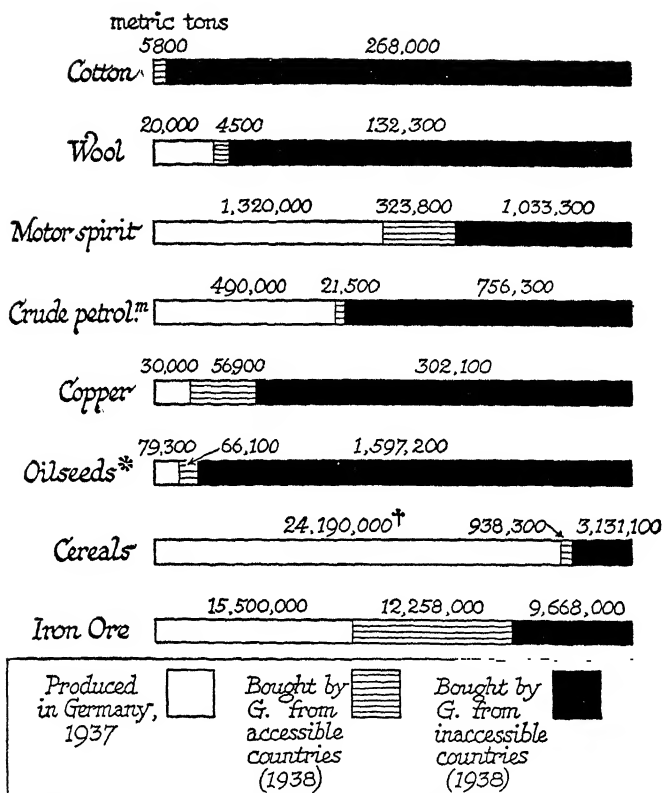 metric tons
5800 268,000
Cotton
20,000 4500 132,300
Wool
1,320,000 323,800 1,033,300
Motor spirit
490,000 21,500 756,300
Crude petrol.m
30,000 56900 302,100
Copper
79,300 66,100 1,597,200
Oilseeds*
24,190,000† 938,300 3,131,100
Cereals
15,500,000 12,258,000 9,668,000
Iron Ore
Produced
in Germany,
1937
Bought by
G. from
accessible
countries
(1938)
Bought by
G. from
inaccessible
countries
(1938)